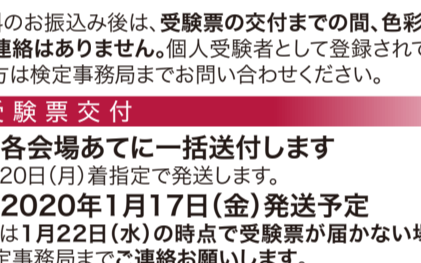 のお振込み後は、受験票の交付までの間、色彩
連絡はありません。個人受験者として登録されて
方は検定事務局までお問い合わせください。
受験票交付
各会場あてに一括送付します
20日(月)着指定で発送します。
2020年1月17日(金)発送予定
は1月22日(水)の時点で受験票が届かない場
定事務局までご連絡お願いします。